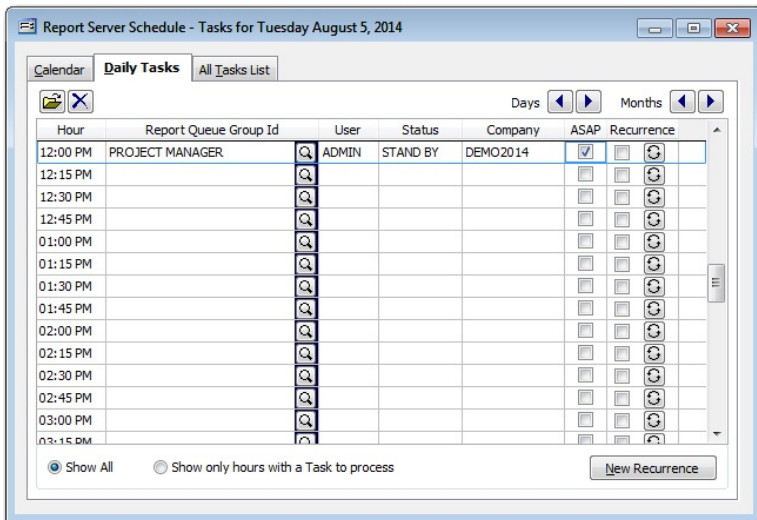 Report Server Schedule - Tasks for Tuesday August 5, 2014
Calendar Daily Tasks All Tasks List
Days Months
Hour Report Queue Group Id User Status Company ASAP Recurrence
12:00 PM PROJECT MANAGER ADMIN STAND BY DEMO2014
12:15 PM
12:30 PM
12:45 PM
01:00 PM
01:15 PM
01:30 PM
01:45 PM
02:00 PM
02:15 PM
02:30 PM
02:45 PM
03:00 PM
03:15 PM
Show All Show only hours with a Task to process New Recurrence